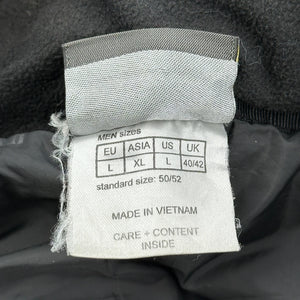 MEN sizes
EU ASIA US UK
L XL L 40/42
standard size: 50/52
MADE IN VIETNAM
CARE + CONTENT
INSIDE